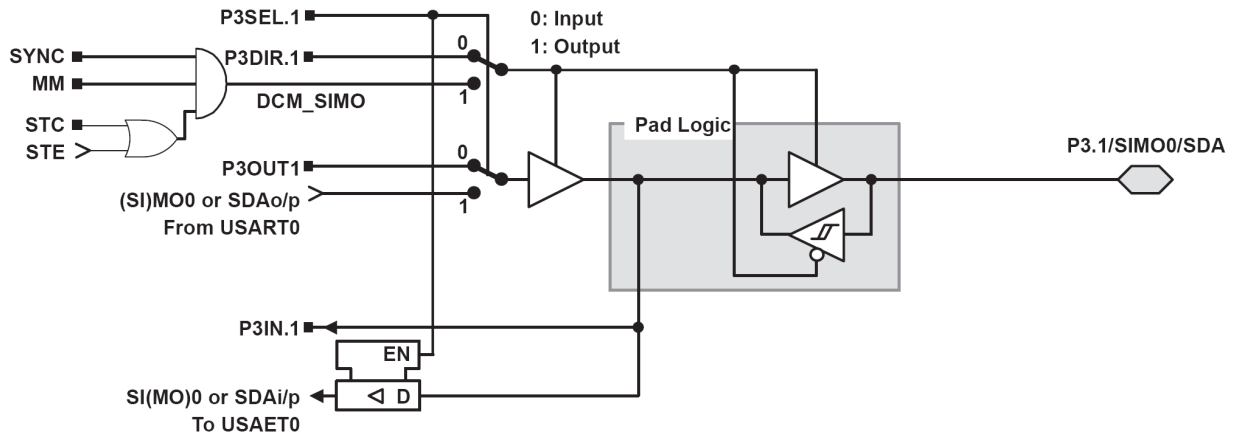 P3SEL.1
0: Input
1: Output
SYNC
P3DIR.1
0
MM
1
DCM_SIMO
STC
STE
Pad Logic
P3.1/SIMO0/SDA
0
P3OUT1
(SI)MO0 or SDAo/p
1
From USART0
P3IN.1
EN
SI(MO)0 or SDAi/p
D
To USAET0